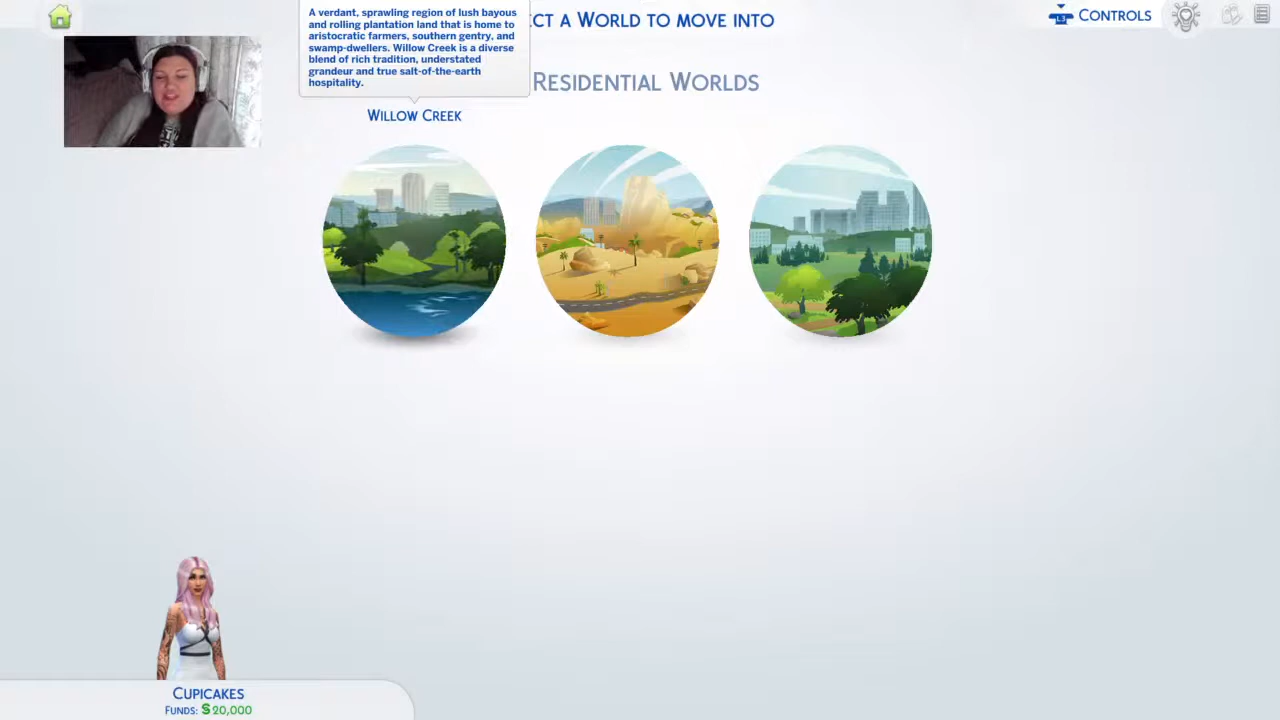 A verdant, sprawling region of lush bayous
and rolling plantation land that is home to
aristocratic farmers, southern gentry, and
swamp-dwellers. Willow Creek is a diverse
blend of rich tradition, understated
grandeur and true salt-of-the-earth
hospitality.
CT A WORLD TO MOVE INTO
L3 CONTROLS
RESIDENTIAL WORLDS
WILLOW CREEK
CUPICAKES
FUNDS: §20,000